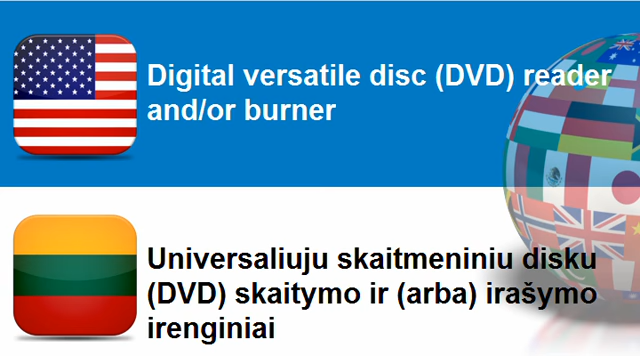 Digital versatile disc (DVD) reader
and/or burner
Universaliuju skaitmeniniu disku
(DVD) skaitymo ir (arba) irašymo
irenginiai